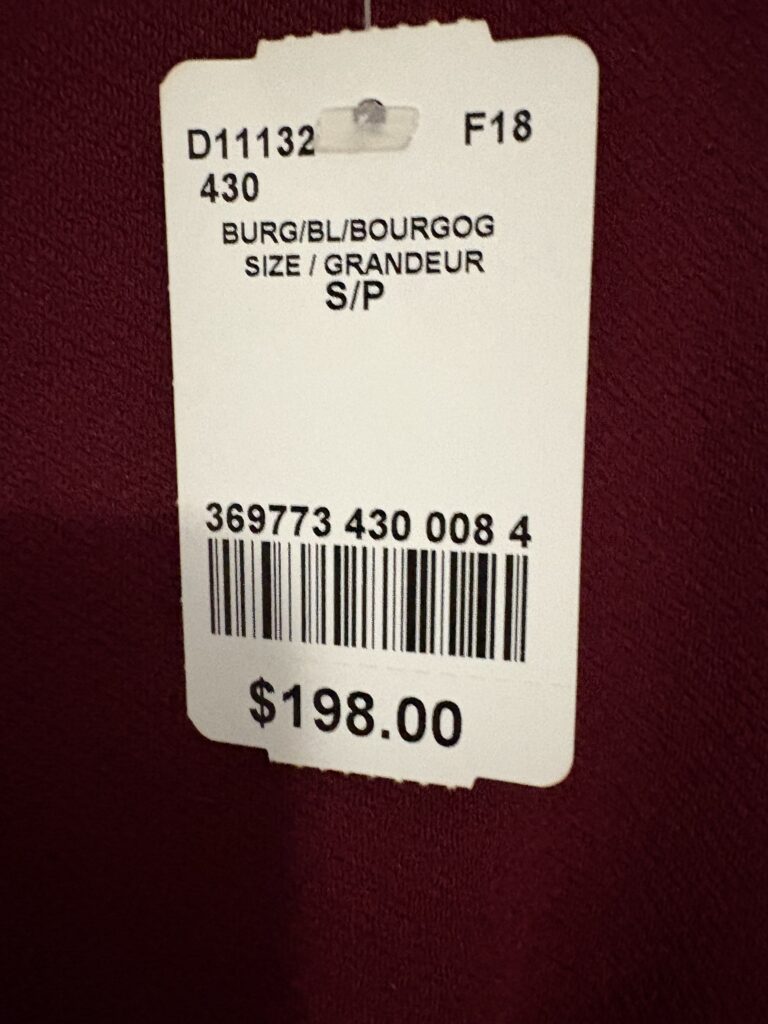 D11132 F18
430
BURG/BL/BOURGOG
SIZE / GRANDEUR
S/P
369773 430 008 4
$198.00